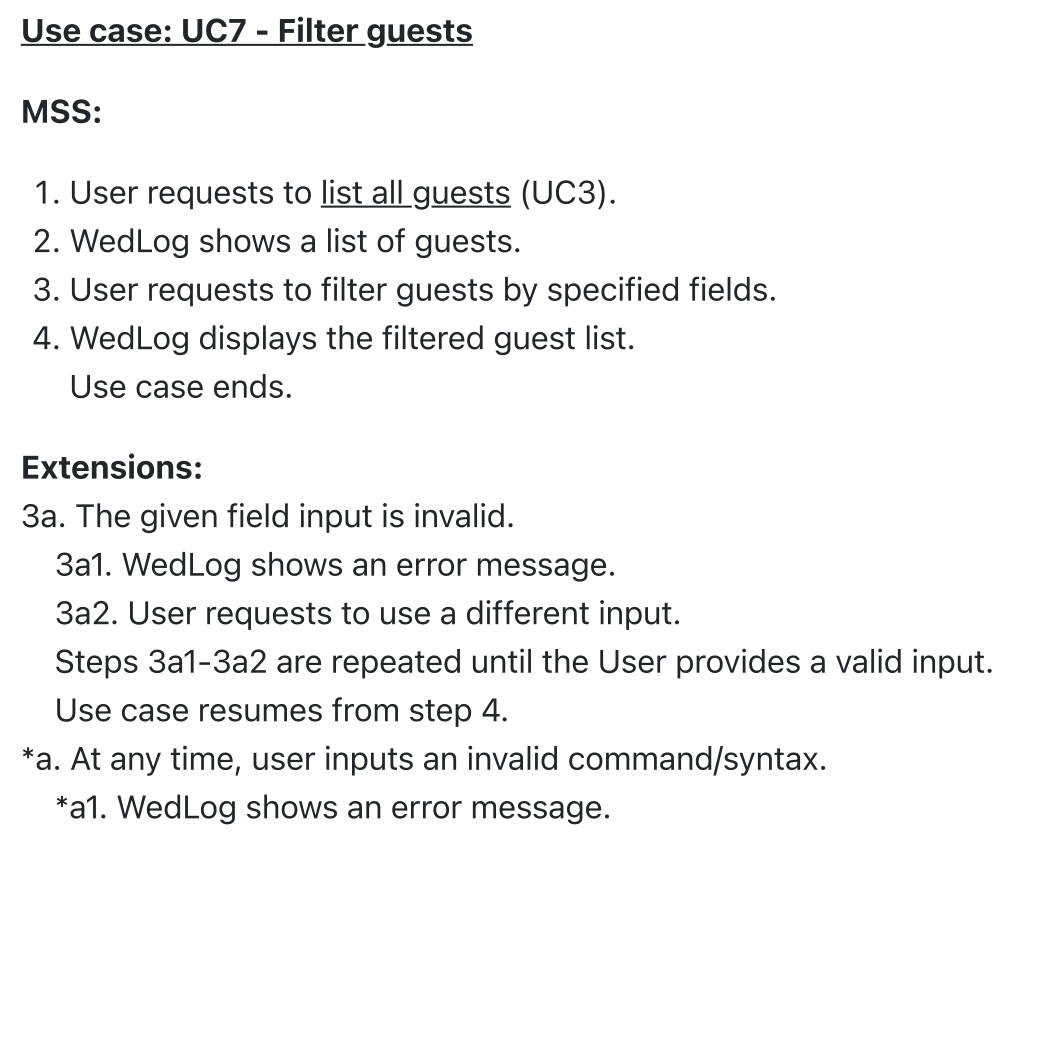 Use case: UC7 - Filter guests
MSS:
1. User requests to list all guests (UC3).
2. WedLog shows a list of guests.
3. User requests to filter guests by specified fields.
4. WedLog displays the filtered guest list.
Use case ends.
Extensions:
3a. The given field input is invalid.
3a1. WedLog shows an error message.
3a2. User requests to use a different input.
Steps 3a1-3a2 are repeated until the User provides a valid input.
Use case resumes from step 4.
*a. At any time, user inputs an invalid command/syntax.
*a1. WedLog shows an error message.